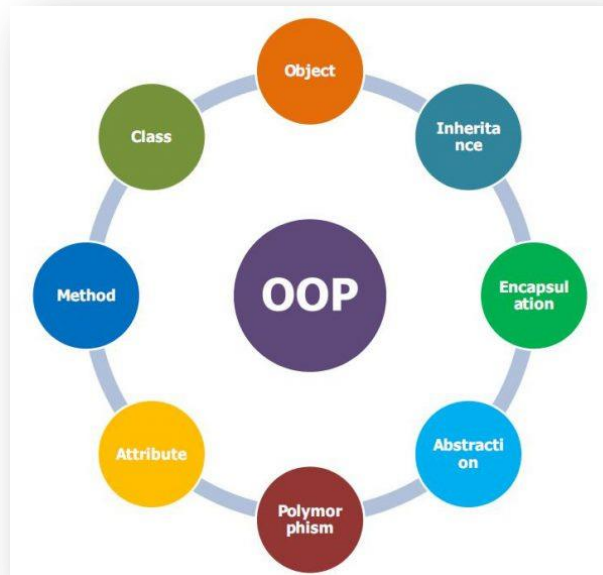 Object
Inherita
nce
Encapsul
ation
Abstracti
on
Polymor
phism
Attribute
Method
Class
OOP